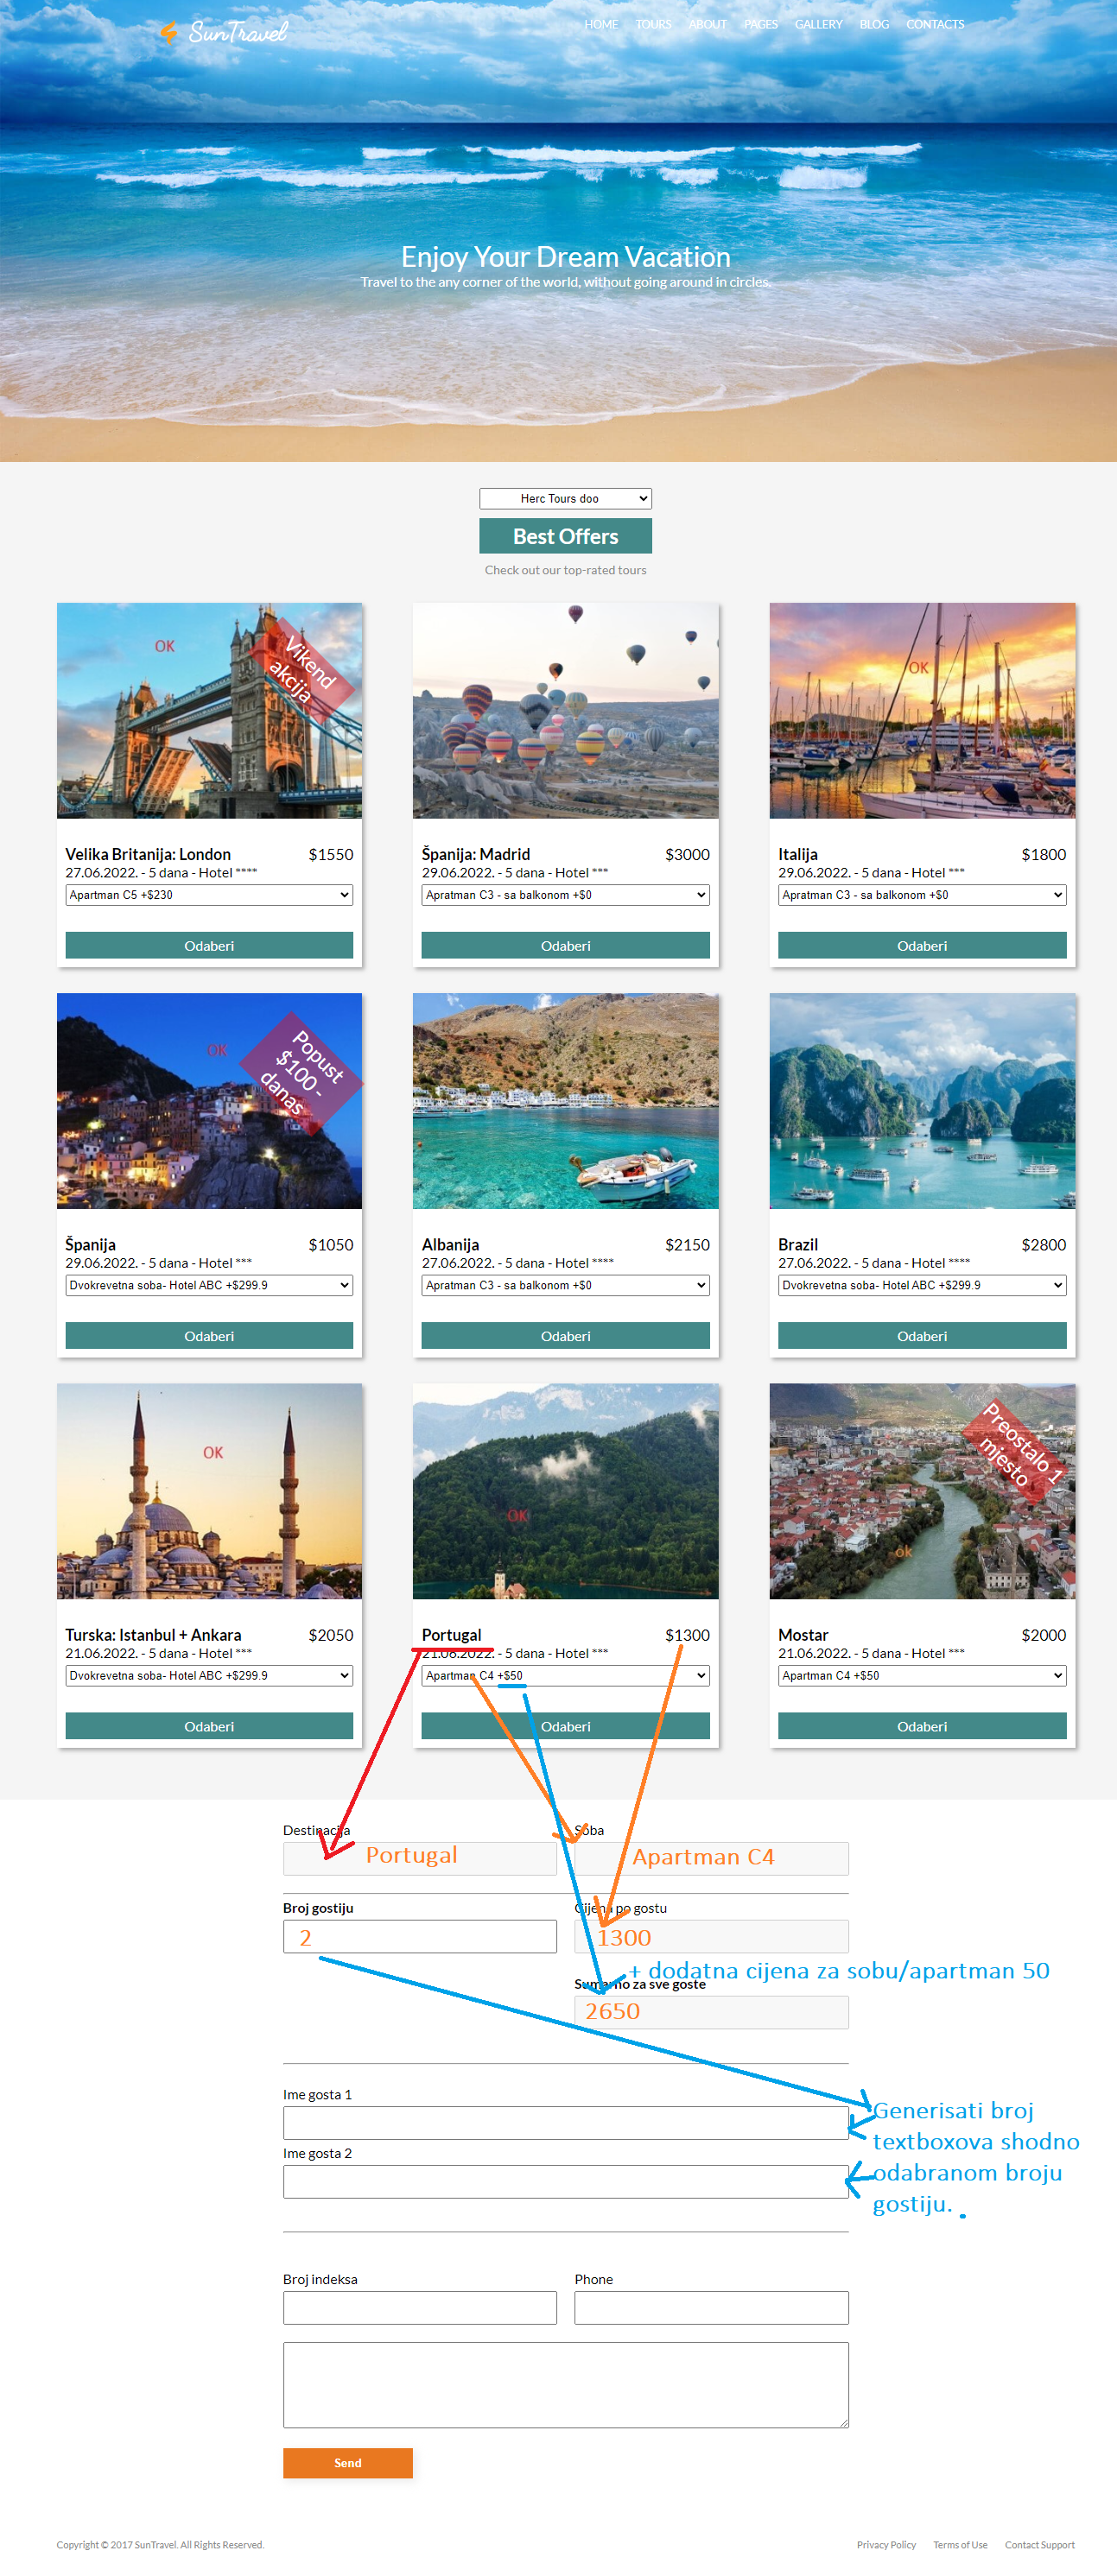 SunTravel
HOME TOURS ABOUT PAGES GALLERY BLOG CONTACTS
Enjoy Your Dream Vacation
Travel to the any corner of the world, without going around in circles.
Herc Tours doo
Best Offers
Check out our top-rated tours
OK
Vikend
akcija
OK
Velika Britanija: London $1550
27.06.2022. - 5 dana - Hotel ****
Apartman C5 +$230
Odaberi
Španija: Madrid $3000
29.06.2022. - 5 dana - Hotel ***
Apratman C3 - sa balkonom +$0
Odaberi
Italija $1800
29.06.2022. - 5 dana - Hotel ***
Apratman C3 - sa balkonom +$0
Odaberi
OK
Popust
$100 -
danas
Španija $1050
29.06.2022. - 5 dana - Hotel ***
Dvokrevetna soba- Hotel ABC +$299.9
Odaberi
Albanija $2150
27.06.2022. - 5 dana - Hotel ****
Apratman C3 - sa balkonom +$0
Odaberi
Brazil $2800
27.06.2022. - 5 dana - Hotel ****
Dvokrevetna soba- Hotel ABC +$299.9
Odaberi
OK
OK
Preostalo 1
mjesto
ok
Turska: Istanbul + Ankara $2050
21.06.2022. - 5 dana - Hotel ***
Dvokrevetna soba- Hotel ABC +$299.9
Odaberi
Portugal $1300
21.06.2022. - 5 dana - Hotel ***
Apartman C4 +$50
Odaberi
Mostar $2000
21.06.2022. - 5 dana - Hotel ***
Apartman C4 +$50
Odaberi
Destinacija Soba
Portugal Apartman C4
Broj gostiju Cijena po gostu
2 1300
+ dodatna cijena za sobu/apartman 50
Sumarno za sve goste
2650
Ime gosta 1
Ime gosta 2
Generisati broj
textboxova shodno
odabranom broju
gostiju.
Broj indeksa Phone
Send
Copyright © 2017 SunTravel. All Rights Reserved. Privacy Policy Terms of Use Contact Support